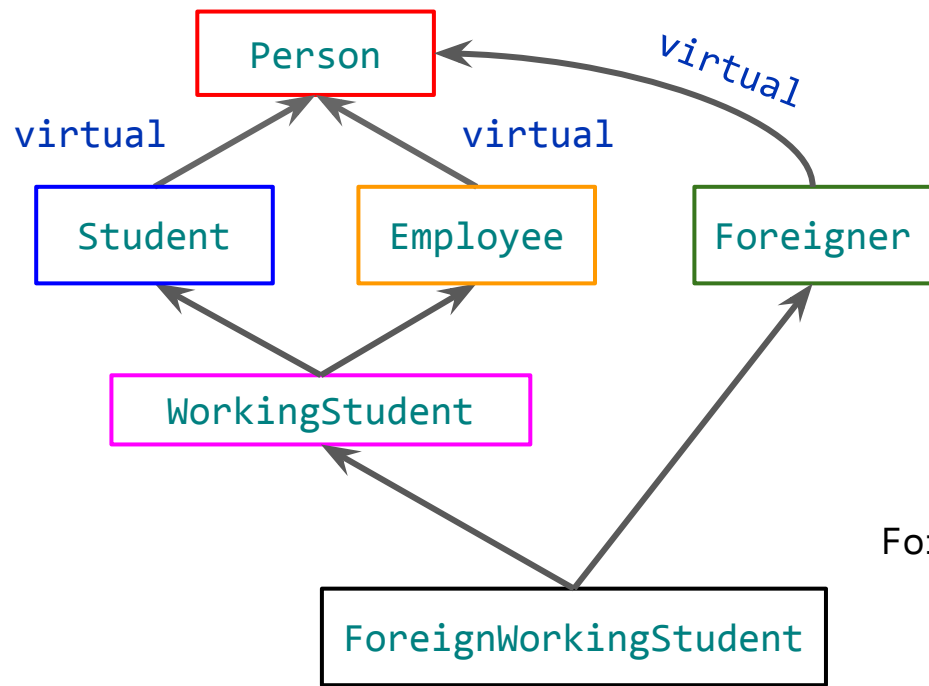 Person
virtual
virtual
virtual
Student
Employee
Foreigner
WorkingStudent
ForeignWorkingStudent